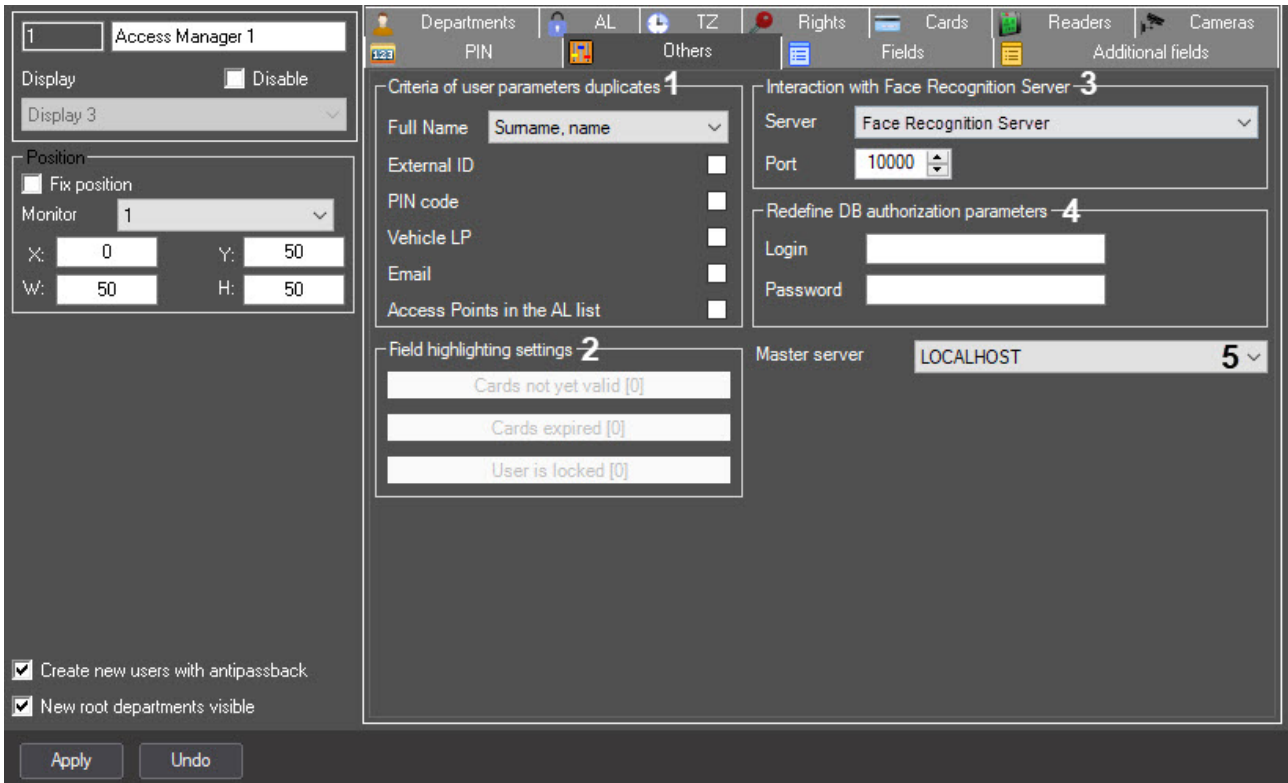 1 Access Manager 1
Display Disable
Display 3
Position
Fix position
Monitor 1
X: 0 Y: 50
W: 50 H: 50
Create new users with antipassback
New root departments visible
Apply Undo
Departments AL TZ Rights Cards Readers Cameras
123 PIN Others Fields Additional fields
Criteria of user parameters duplicates 1
Full Name Surname, name
External ID
PIN code
Vehicle LP
Email
Access Points in the AL list
Field highlighting settings 2
Cards not yet valid [0]
Cards expired [0]
User is locked [0]
Interaction with Face Recognition Server 3
Server Face Recognition Server
Port 10000
Redefine DB authorization parameters 4
Login
Password
Master server LOCALHOST 5